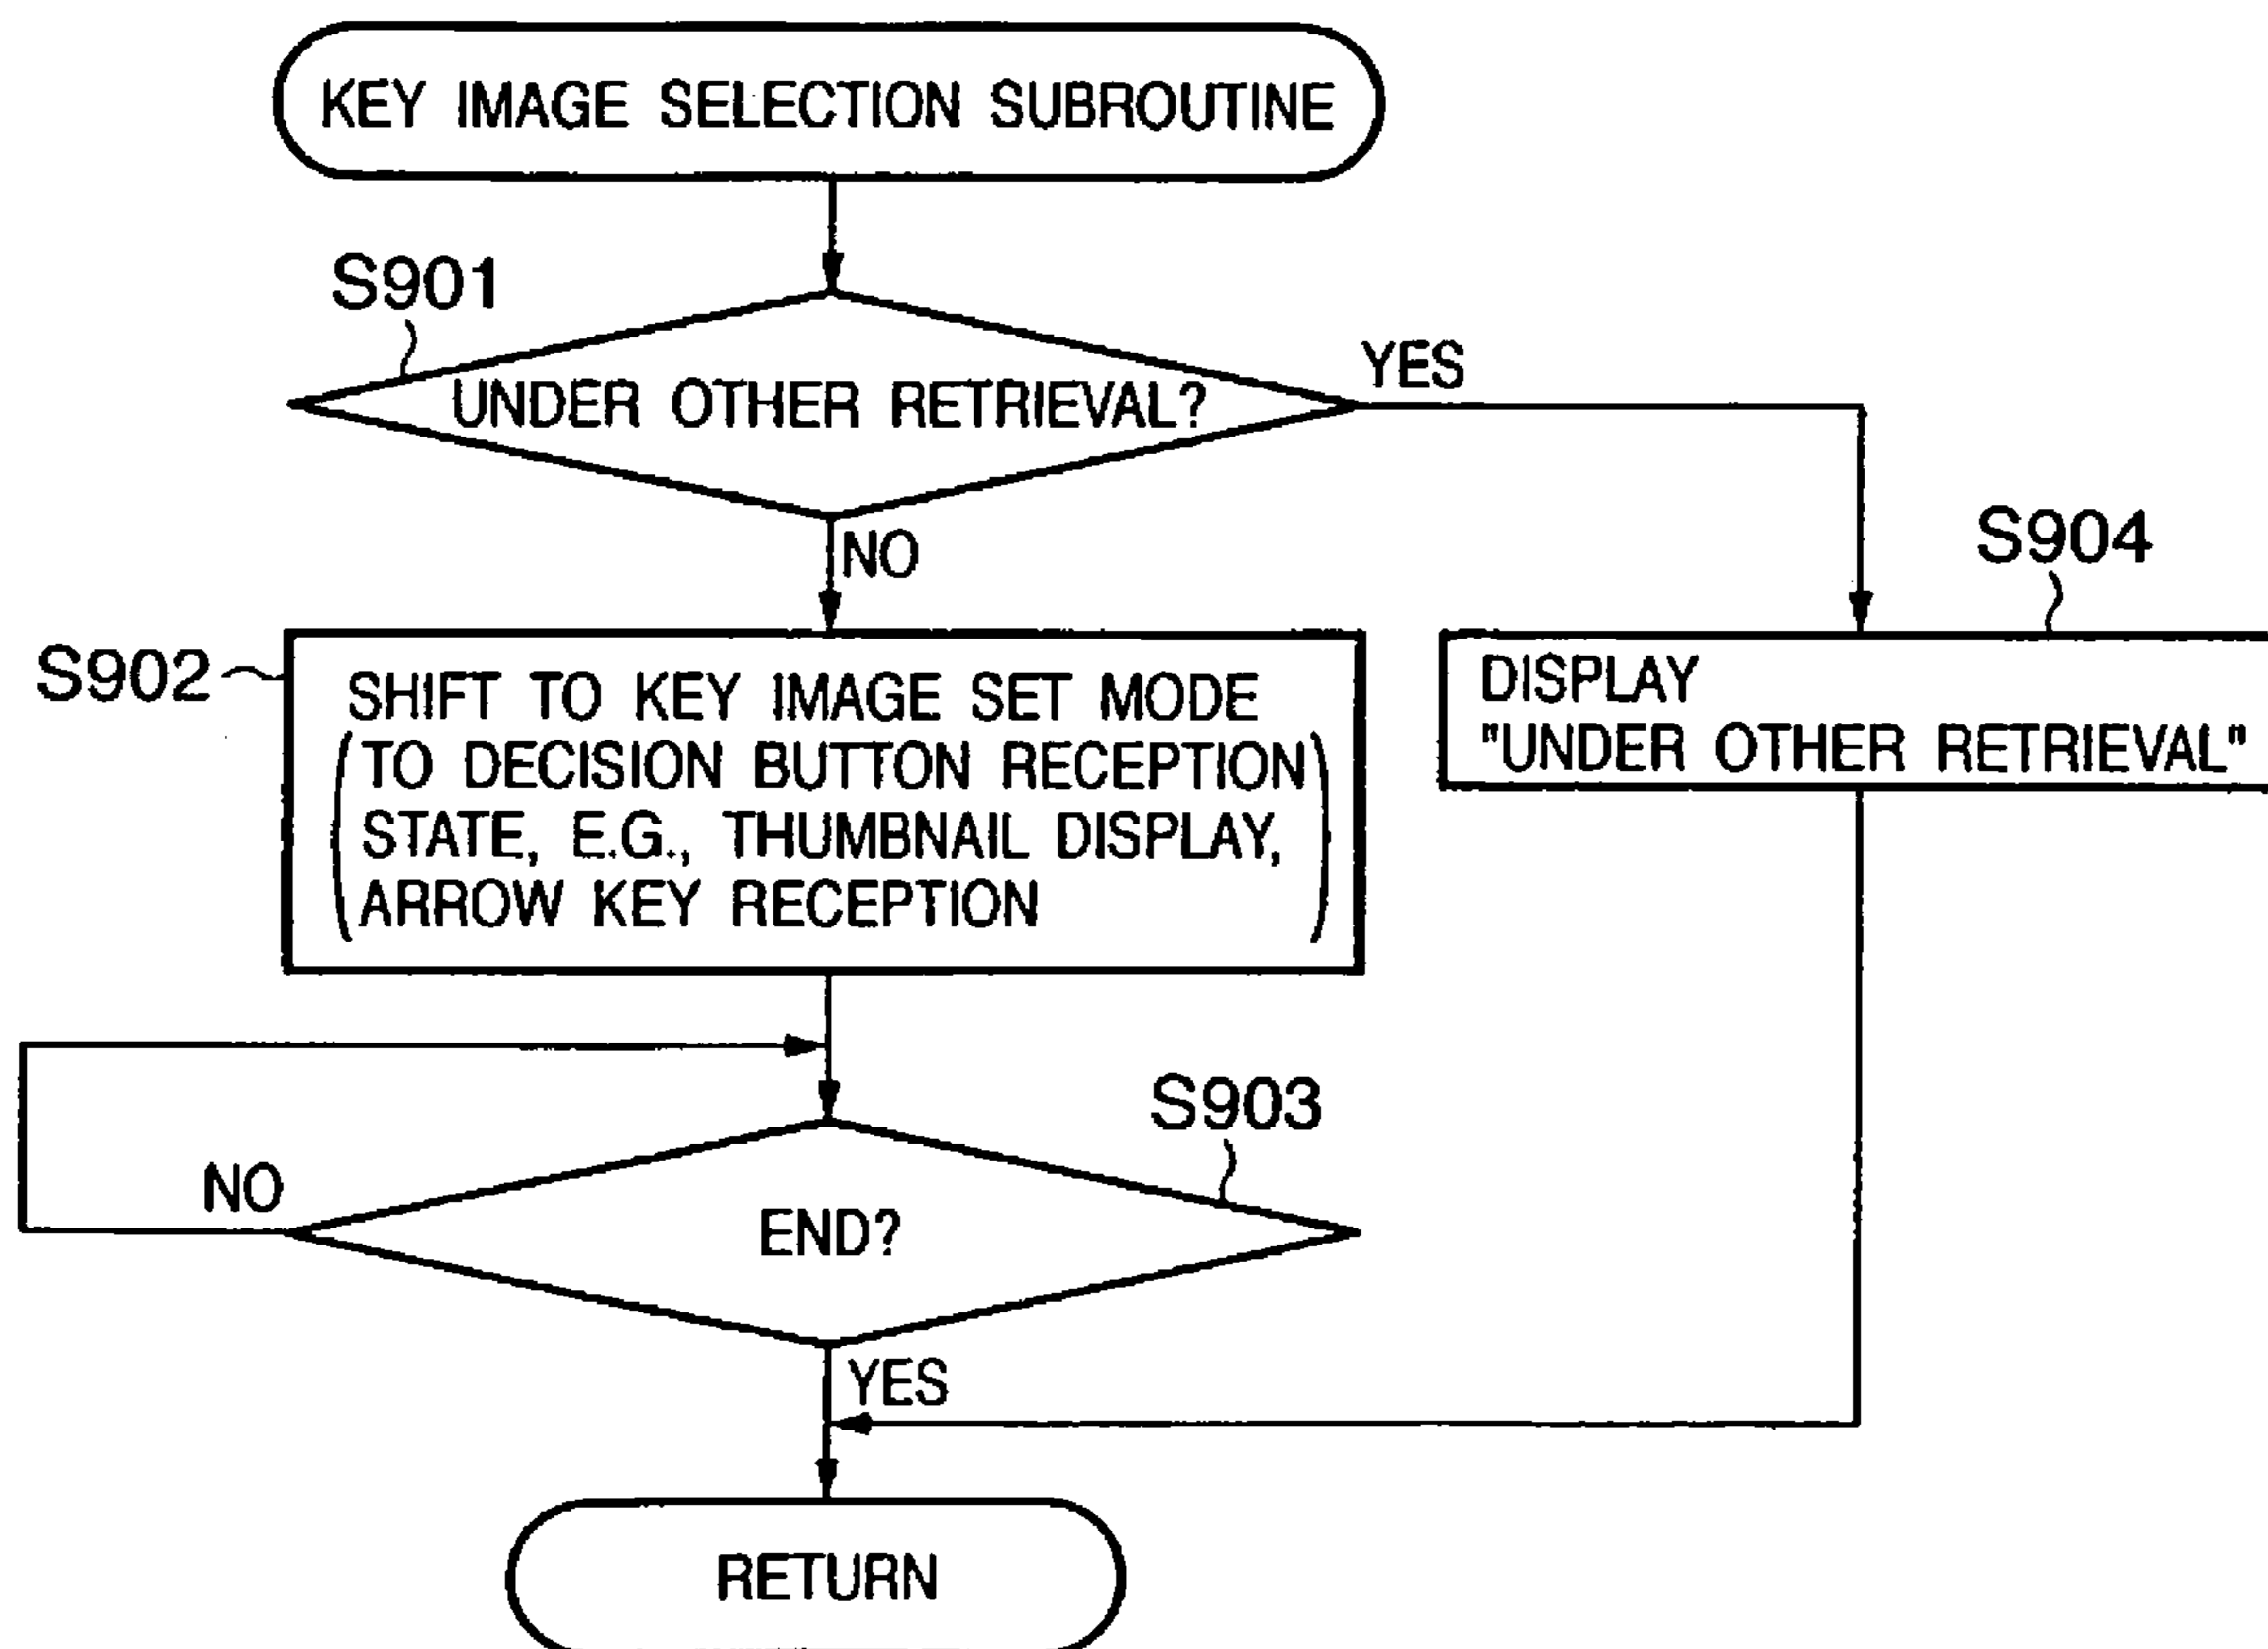 KEY IMAGE SELECTION SUBROUTINE
S901
UNDER OTHER RETRIEVAL?
YES
NO
S902
SHIFT TO KEY IMAGE SET MODE
TO DECISION BUTTON RECEPTION
STATE, E.G., THUMBNAIL DISPLAY,
ARROW KEY RECEPTION
S904
DISPLAY
"UNDER OTHER RETRIEVAL"
S903
END?
NO
YES
RETURN